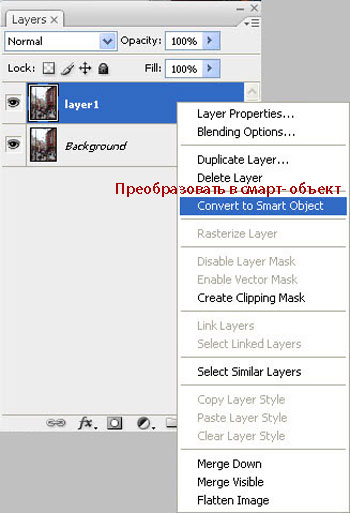 Layers ×
Normal Opacity: 100%
Lock: Fill: 100%
layer1
Background
Layer Properties...
Blending Options...
Duplicate Layer...
Delete Layer
Преобразовать в смарт-объект
Convert to Smart Object
Rasterize Layer
Disable Layer Mask
Enable Vector Mask
Create Clipping Mask
Link Layers
Select Linked Layers
Select Similar Layers
Copy Layer Style
Paste Layer Style
Clear Layer Style
Merge Down
Merge Visible
Flatten Image
fx.